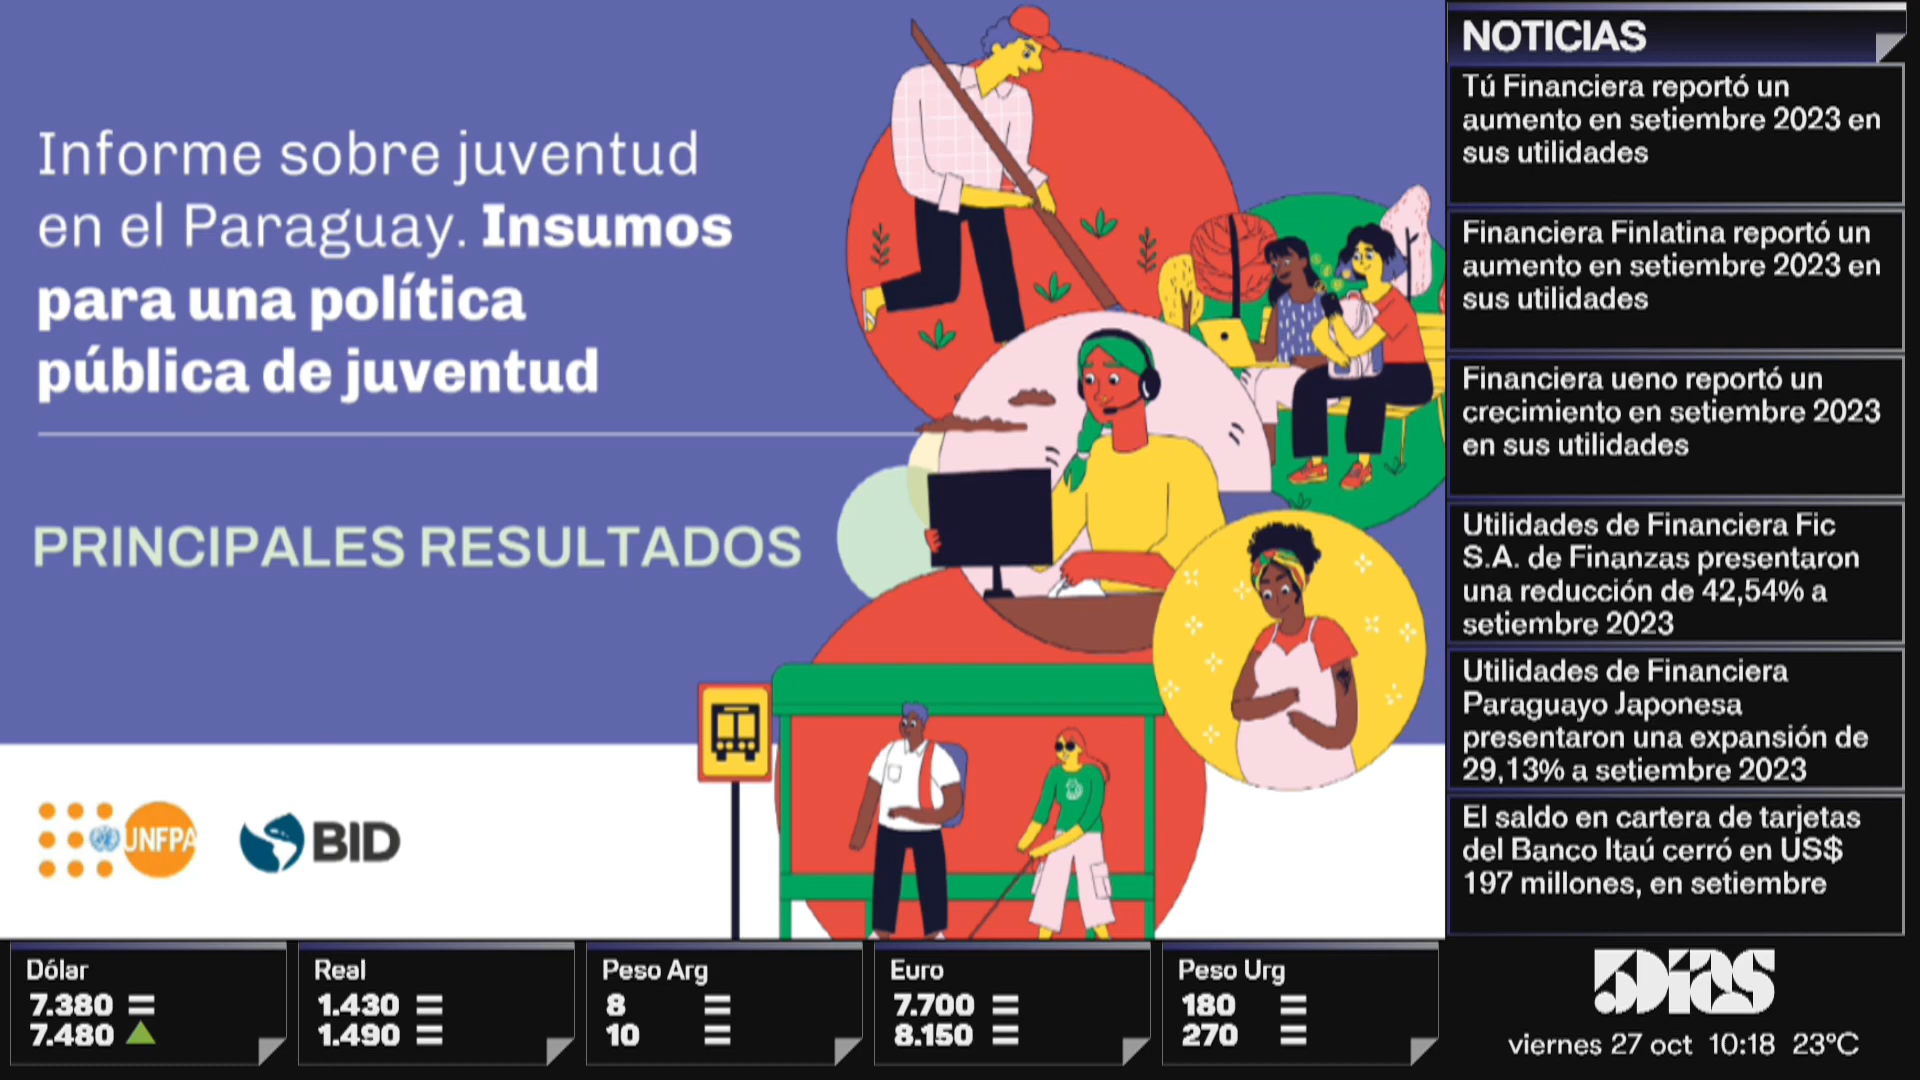 Informe sobre juventud
en el Paraguay. Insumos
para una política
pública de juventud
PRINCIPALES RESULTADOS
UNFPA
BID
NOTICIAS
Tú Financiera reportó un
aumento en setiembre 2023 en
sus utilidades
Financiera Finlatina reportó un
aumento en setiembre 2023 en
sus utilidades
Financiera ueno reportó un
crecimiento en setiembre 2023
en sus utilidades
Utilidades de Financiera Fic
S.A. de Finanzas presentaron
una reducción de 42,54% a
setiembre 2023
Utilidades de Financiera
Paraguayo Japonesa
presentaron una expansión de
29,13% a setiembre 2023
El saldo en cartera de tarjetas
del Banco Itaú cerró en US$
197 millones, en setiembre
Dólar
7.380
7.480
Real
1.430
1.490
Peso Arg
8
10
Euro
7.700
8.150
Peso Urg
180
270
5Días
viernes 27 oct 10:18 23°C